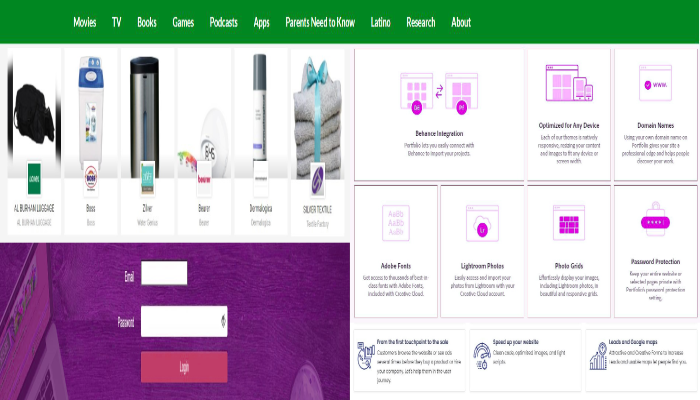 Movies TV Books Games Podcasts Apps Parents Need to Know Latino Research About
AL BURHAN LUGGAGE
AL BURHAN LUGGAGE
Boss
Boss
Zilver
Water Genius
Beurer
Beurer
Dermalogica
Dermalogica
SILVER TEXTILE
Textile Factory
Email
Password
Login
Behance Integration
Portfolio lets you easily connect with
Behance to import your projects.
Optimized for Any Device
Each of our themes is natively
responsive, resizing your content
and images to fit any device or
screen width.
WWW.
Domain Names
Using your own domain name on
Portfolio gives your site a
professional edge and helps people
discover your work.
AaBb
AaBb
AaBb
Adobe Fonts
Get access to thousands of best-in-
class fonts with Adobe Fonts,
included with Creative Cloud.
Lr
Lightroom Photos
Easily access and import your
photos from Lightroom with your
Creative Cloud account.
Photo Grids
Effortlessly display your images,
including Lightroom photos, in
beautiful and responsive grids.
Password Protection
Keep your entire website or
selected pages private with
Portfolio's password protection
setting.
From the first touchpoint to the sale
Customers browse the website or see ads
several times before they buy a product or hire
your company. Let's help them in the user
journey.
Speed up your website
Clean code, optimized images, and light
scripts.
Leads and Google maps
Attractive and Creative Forms to increase
leads and usable maps let people find you.